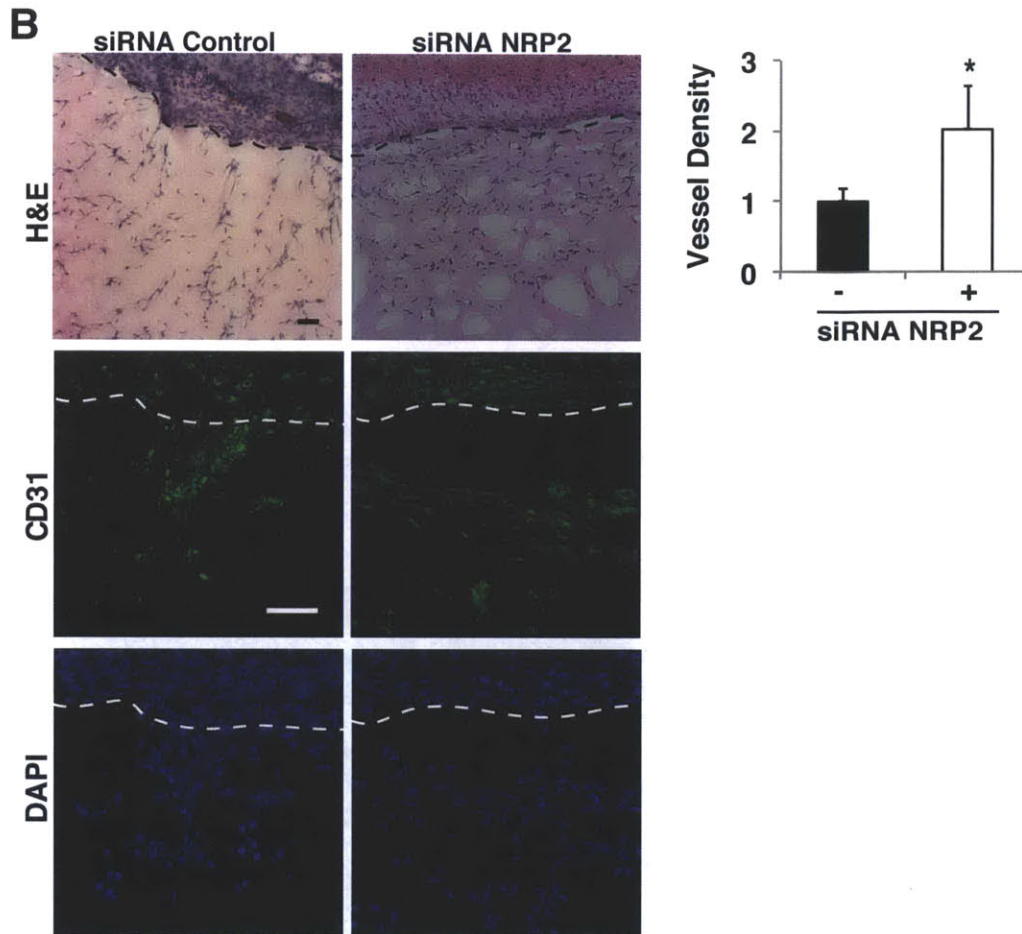 B
siRNA Control
siRNA NRP2
H&E
CD31
DAPI
Vessel Density
3
2
1
0
*
-
+
siRNA NRP2